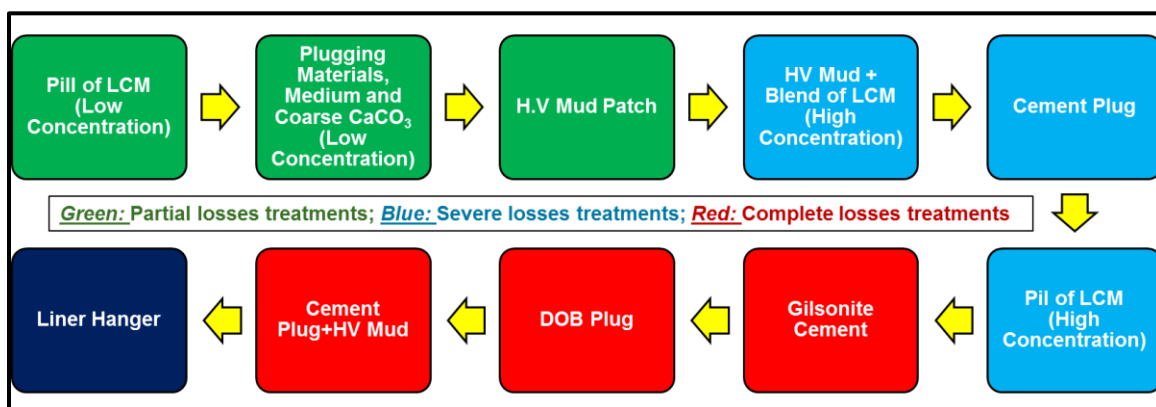 Pill of LCM
(Low
Concentration)
Plugging
Materials,
Medium and
Coarse CaCO₃
(Low
Concentration)
H.V Mud Patch
HV Mud +
Blend of LCM
(High
Concentration)
Cement Plug
Green: Partial losses treatments; Blue: Severe losses treatments; Red: Complete losses treatments
Liner Hanger
Cement
Plug+HV Mud
DOB Plug
Gilsonite
Cement
Pil of LCM
(High
Concentration)